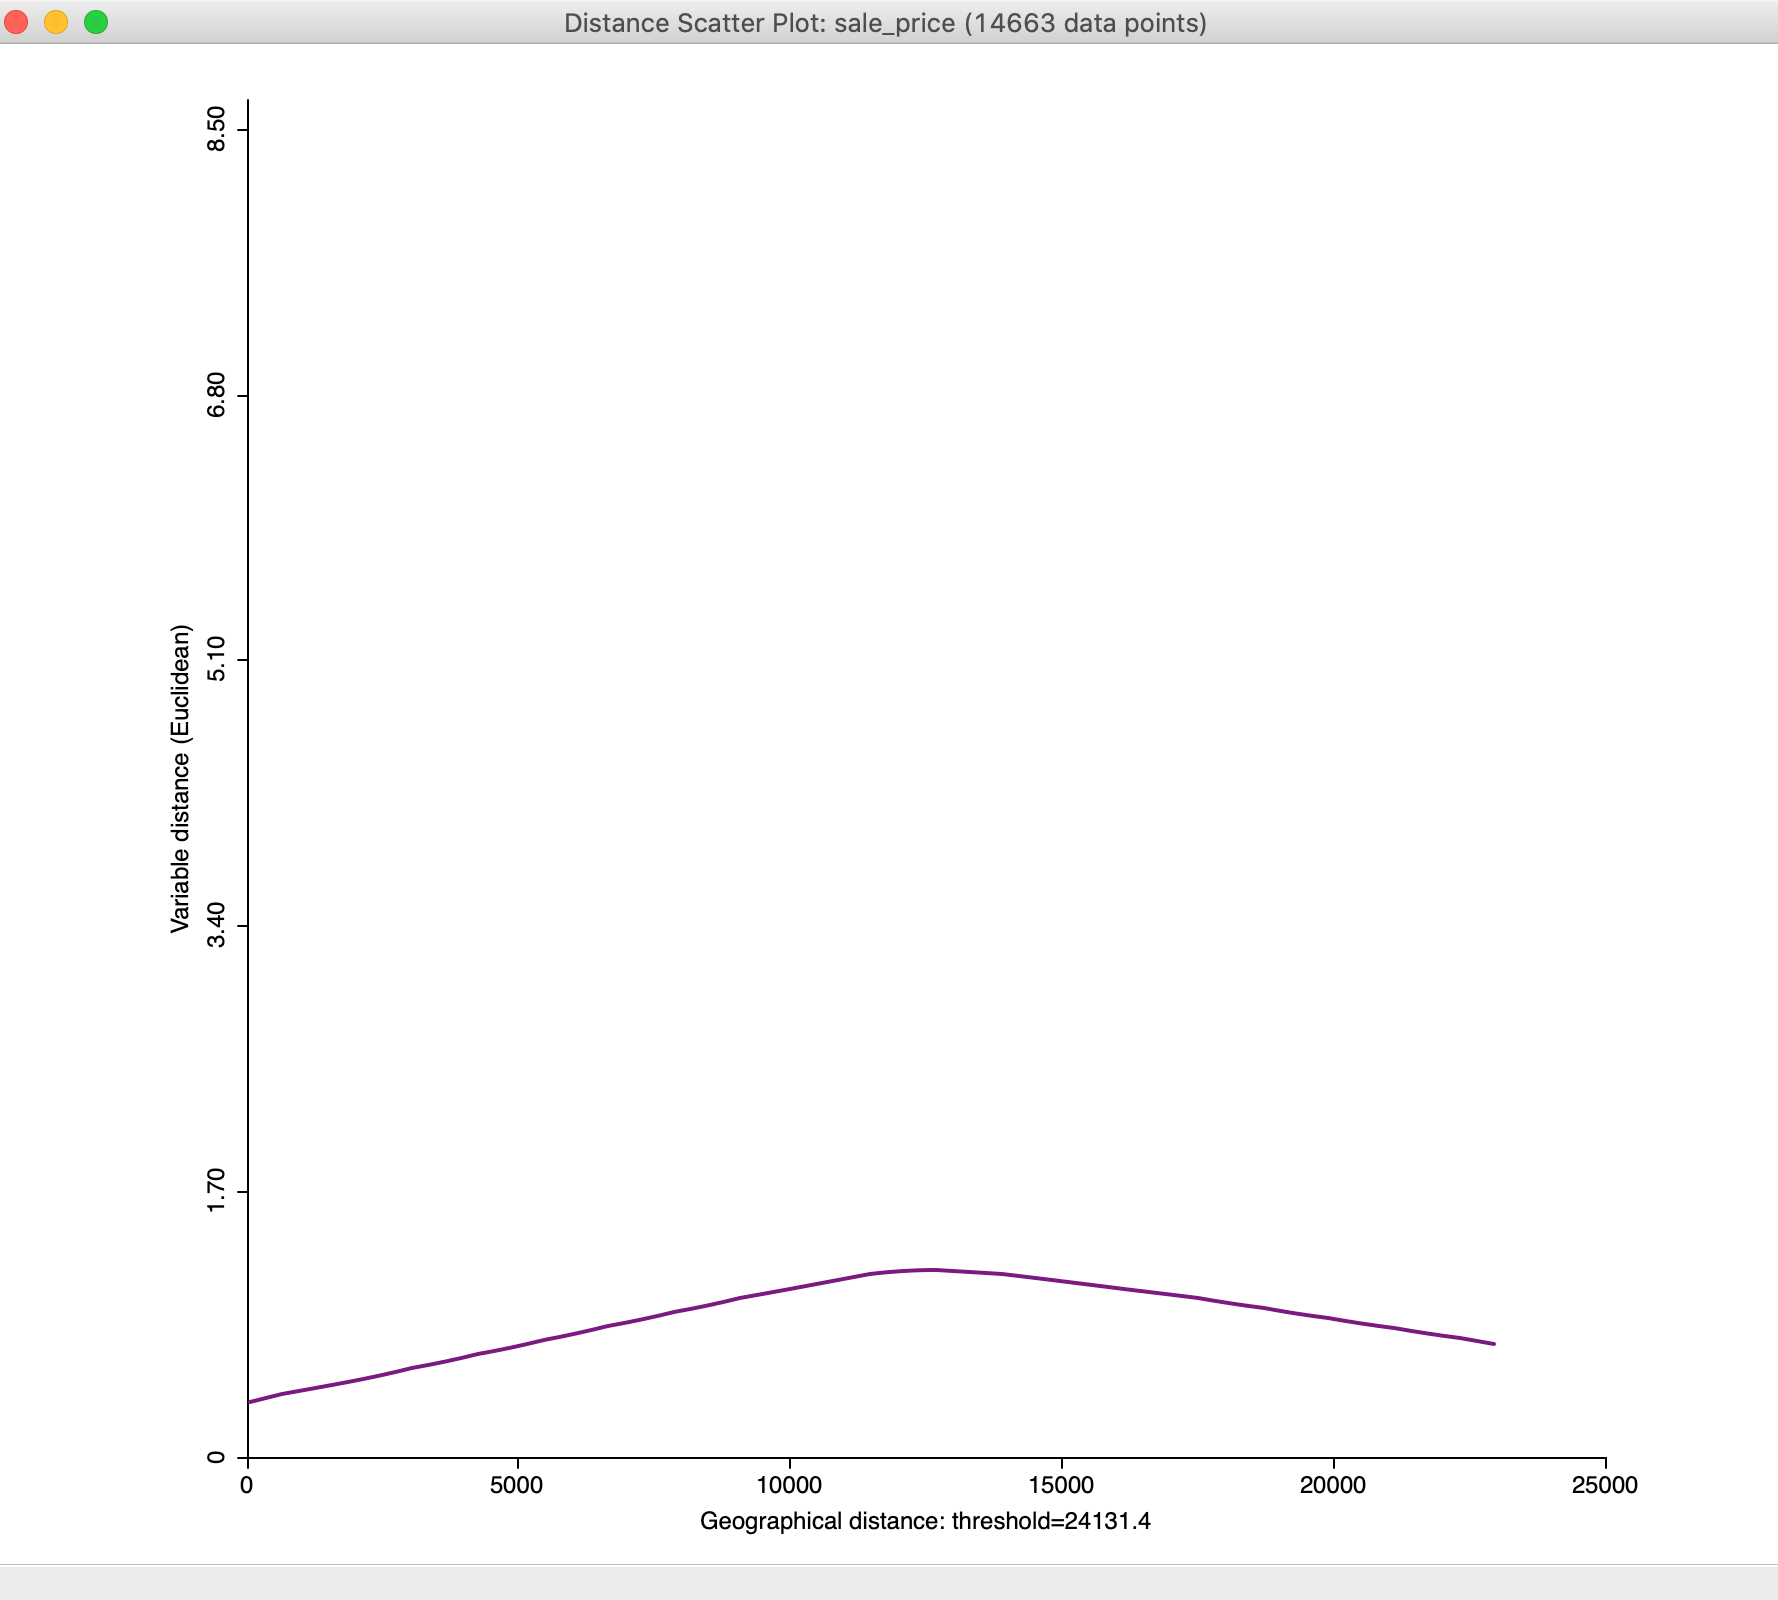 Distance Scatter Plot: sale_price (14663 data points)
8.50
6.80
5.10
3.40
1.70
0
Variable distance (Euclidean)
0 5000 10000 15000 20000 25000
Geographical distance: threshold=24131.4